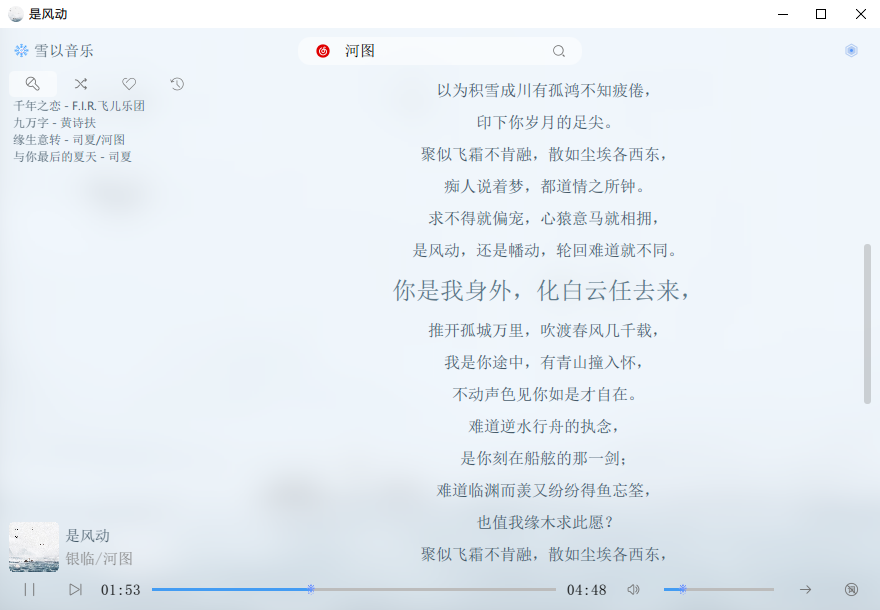 是风动
雪以音乐
河图
千年之恋 - F.I.R.飞儿乐团
九万字 - 黄诗扶
缘生意转 - 司夏/河图
与你最后的夏天 - 司夏
以为积雪成川有孤鸿不知疲倦，
印下你岁月的足尖。
聚似飞霜不肯融，散如尘埃各西东，
痴人说着梦，都道情之所钟。
求不得就偏宠，心猿意马就相拥，
是风动，还是幡动，轮回难道就不同。
你是我身外，化白云任去来，
推开孤城万里，吹渡春风几千载，
我是你途中，有青山撞入怀，
不动声色见你如是才自在。
难道逆水行舟的执念，
是你刻在船舷的那一剑；
难道临渊而羡又纷纷得鱼忘筌，
也值我缘木求此愿？
聚似飞霜不肯融，散如尘埃各西东，
是风动
银临/河图
01:53
04:48